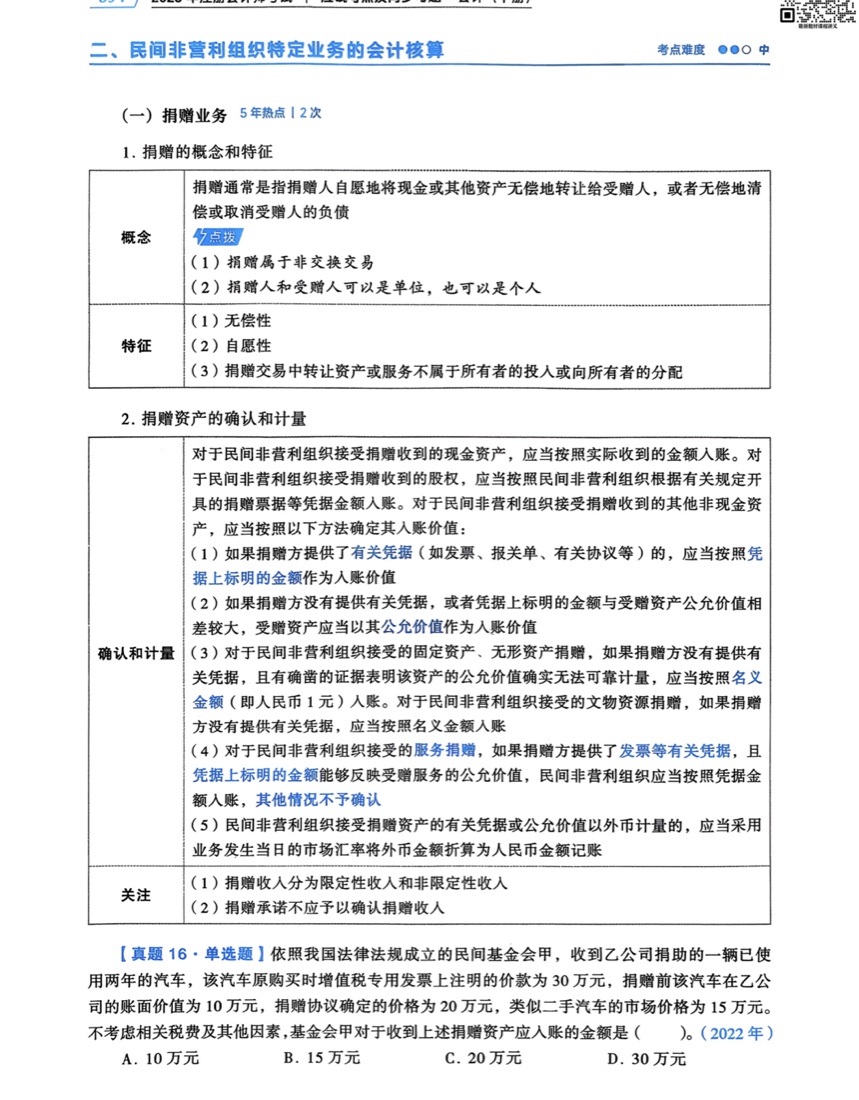 二、民间非营利组织特定业务的会计核算
考点难度 中
（一）捐赠业务 5年热点 | 2次
1. 捐赠的概念和特征
捐赠通常是指捐赠人自愿地将现金或其他资产无偿地转让给受赠人，或者无偿地清
偿或取消受赠人的负债
概念
点拨
（1）捐赠属于非交换交易
（2）捐赠人和受赠人可以是单位，也可以是个人
（1）无偿性
特征
（2）自愿性
（3）捐赠交易中转让资产或服务不属于所有者的投入或向所有者的分配
2. 捐赠资产的确认和计量
对于民间非营利组织接受捐赠收到的现金资产，应当按照实际收到的金额入账。对
于民间非营利组织接受捐赠收到的股权，应当按照民间非营利组织根据有关规定开
具的捐赠票据等凭据金额入账。对于民间非营利组织接受捐赠收到的其他非现金资
产，应当按照以下方法确定其入账价值：
（1）如果捐赠方提供了有关凭据（如发票、报关单、有关协议等）的，应当按照凭
据上标明的金额作为入账价值
（2）如果捐赠方没有提供有关凭据，或者凭据上标明的金额与受赠资产公允价值相
差较大，受赠资产应当以其公允价值作为入账价值
确认和计量
（3）对于民间非营利组织接受的固定资产、无形资产捐赠，如果捐赠方没有提供有
关凭据，且有确凿的证据表明该资产的公允价值确实无法可靠计量，应当按照名义
金额（即人民币 1 元）入账。对于民间非营利组织接受的文物资源捐赠，如果捐赠
方没有提供有关凭据，应当按照名义金额入账
（4）对于民间非营利组织接受的服务捐赠，如果捐赠方提供了发票等有关凭据，且
凭据上标明的金额能够反映受赠服务的公允价值，民间非营利组织应当按照凭据金
额入账，其他情况不予确认
（5）民间非营利组织接受捐赠资产的有关凭据或公允价值以外币计量的，应当采用
业务发生当日的市场汇率将外币金额折算为人民币金额记账
关注
（1）捐赠收入分为限定性收入和非限定性收入
（2）捐赠承诺不应予以确认捐赠收入
【真题 16·单选题】依照我国法律法规成立的民间基金会甲，收到乙公司捐助的一辆已使
用两年的汽车，该汽车原购买时增值税专用发票上注明的价款为 30 万元，捐赠前该汽车在乙公
司的账面价值为 10 万元，捐赠协议确定的价格为 20 万元，类似二手汽车的市场价格为 15 万元。
不考虑相关税费及其他因素,基金会甲对于收到上述捐赠资产应入账的金额是（ ）。（2022 年）
A. 10 万元 B. 15 万元 C. 20 万元 D. 30 万元